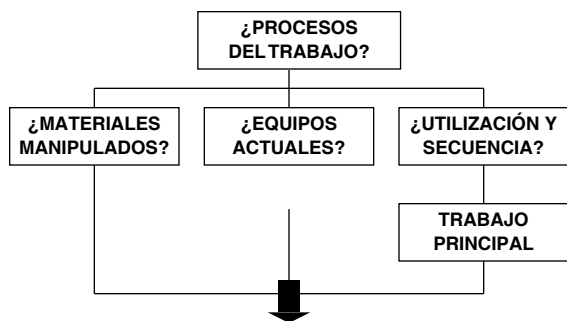 ¿PROCESOS
DEL TRABAJO?
¿MATERIALES
MANIPULADOS?
¿EQUIPOS
ACTUALES?
¿UTILIZACIÓN Y
SECUENCIA?
TRABAJO
PRINCIPAL